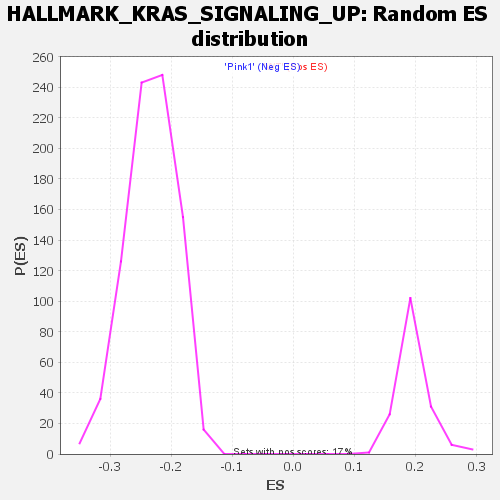 HALLMARK_KRAS_SIGNALING_UP: Random ES
distribution
'Pink1' (Neg ES)os ES)
P(ES)
260
240
220
200
180
160
140
120
100
80
60
40
20
0
Sets with pos scores: 17%
-0.3 -0.2 -0.1 0.0 0.1 0.2 0.3
ES